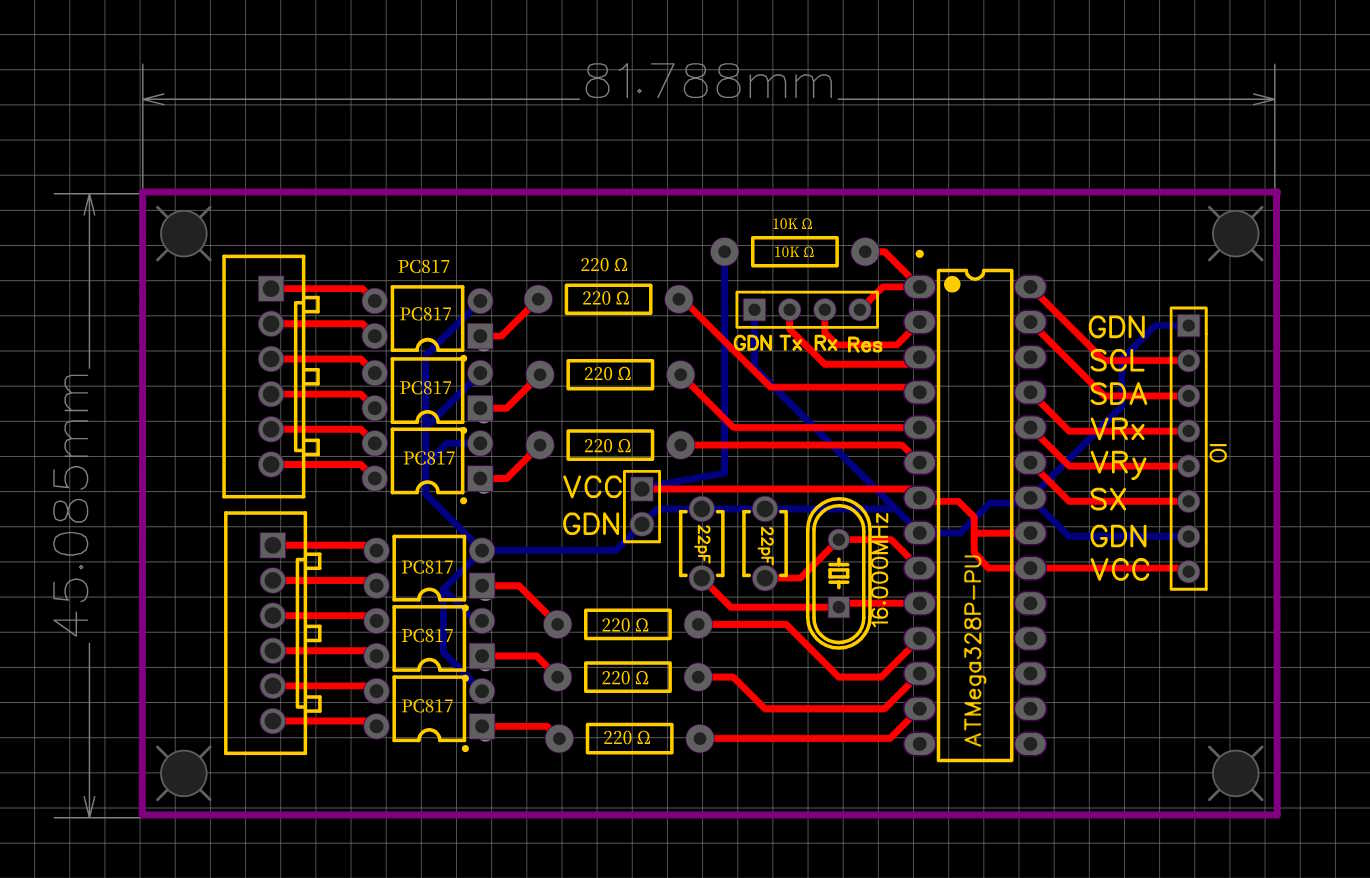 81.788mm
45.085mm
10K Ω
10K Ω
PC817
220 Ω
220 Ω
PC817
GDN Tx Rx Res
GDN
SCL
220 Ω
PC817
SDA
VRx
220 Ω
PC817
IO
VRy
VCC
SX
GDN
GDN
22pF
22pF
16.000MHz
VCC
PC817
220 Ω
PC817
ATMega328P-PU
220 Ω
PC817
220 Ω